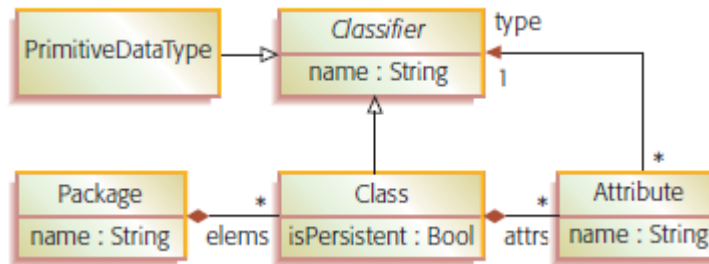 Classifier
type
PrimitiveDataType
name : String
1
*
Package
*
Class
*
Attribute
name : String
elems
isPersistent : Bool
attrs
name : String